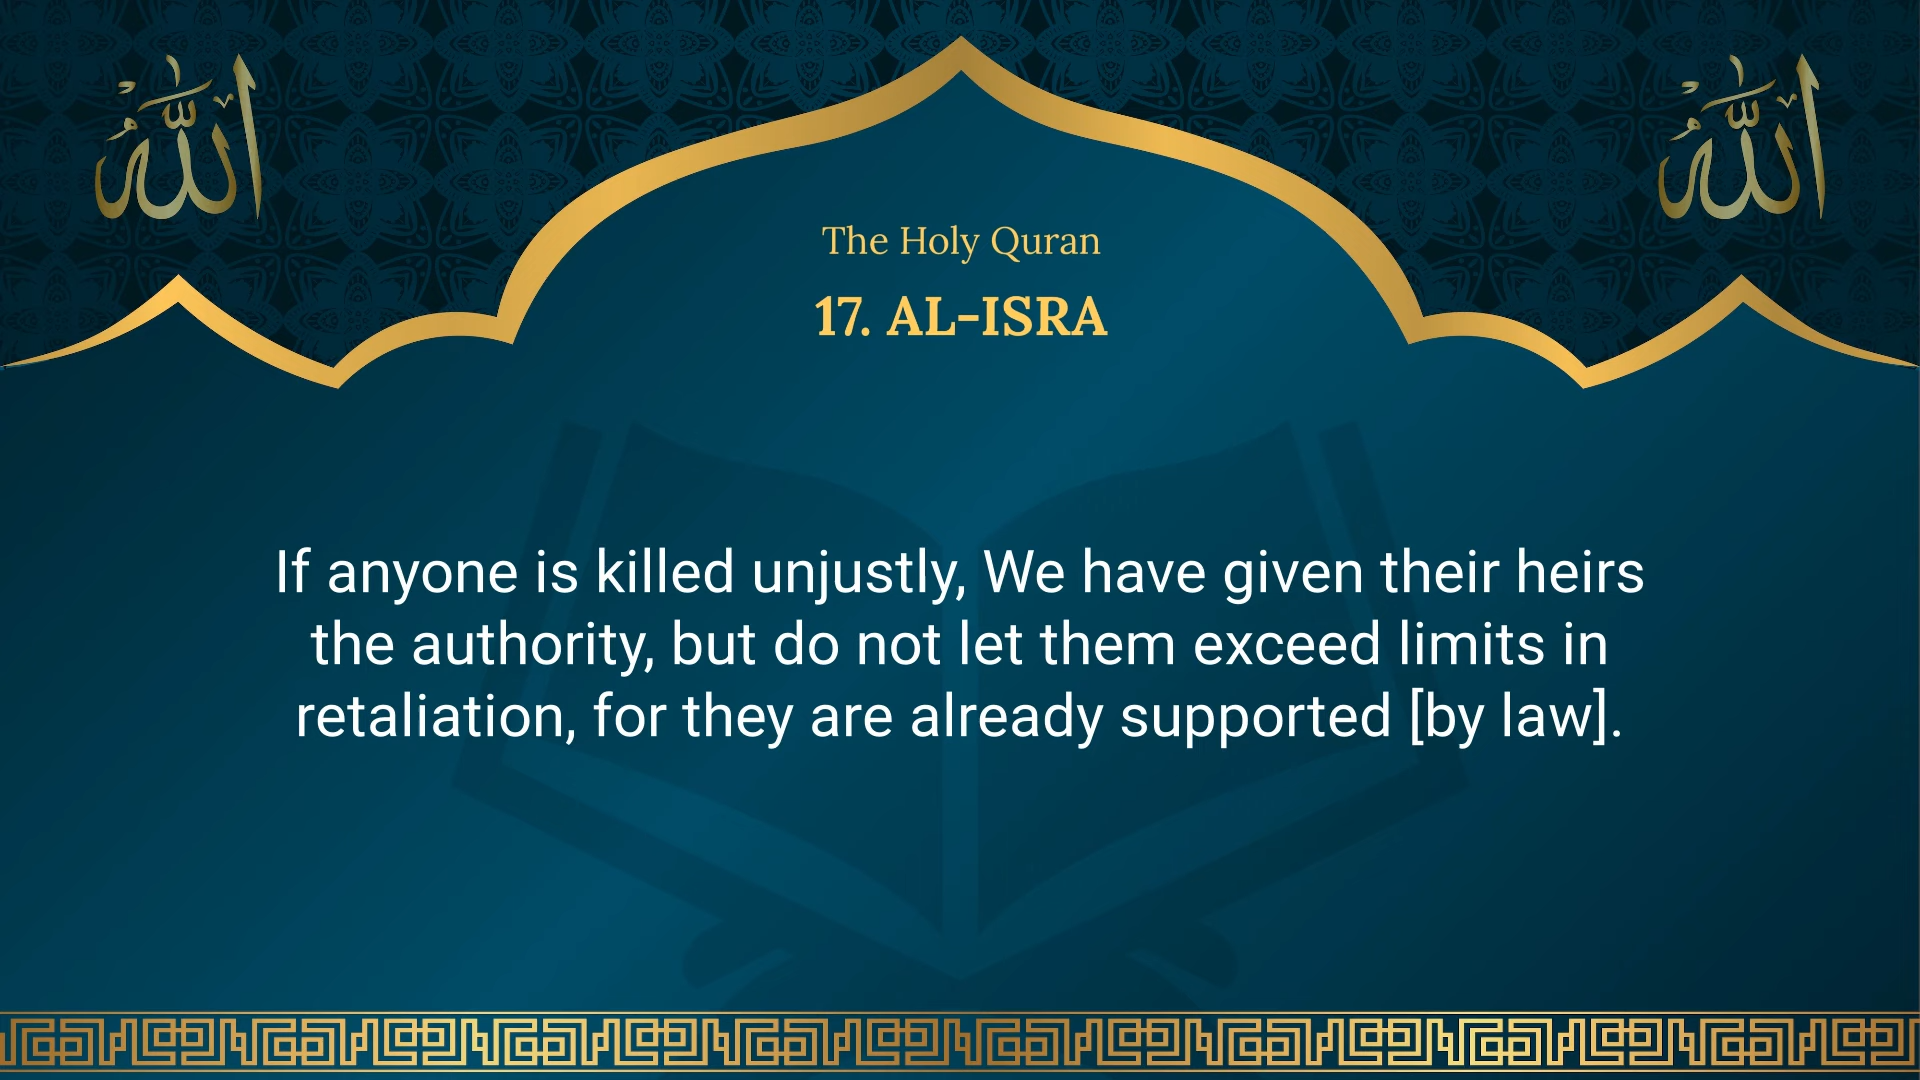 الله
الله
The Holy Quran
17. AL-ISRA
If anyone is killed unjustly, We have given their heirs
the authority, but do not let them exceed limits in
retaliation, for they are already supported [by law].